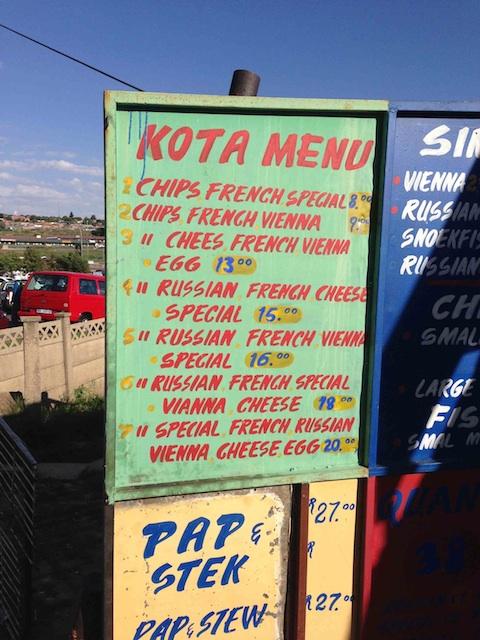 KOTA MENU
1 CHIPS FRENCH SPECIAL 8.00
2 CHIPS FRENCH VIENNA 9.00
3 " CHEES, FRENCH VIENNA
• EGG 13.00
4 " RUSSIAN, FRENCH CHEESE
• SPECIAL 15.00
5 " RUSSIAN, FRENCH VIENNA
• SPECIAL 16.00
6 " RUSSIAN FRENCH SPECIAL
• VIANNA, CHEESE 18.00
7 " SPECIAL, FRENCH, RUSSIAN
VIENNA, CHEESE, EGG 20.00
PAP &
STEK
R27.00
R
PAP & STEW
R27.00
• VIENNA
• RUSSIAN
SNOEKFIS
RUSSIAN
SMAL
LARGE
FIS
• SMAL M
38